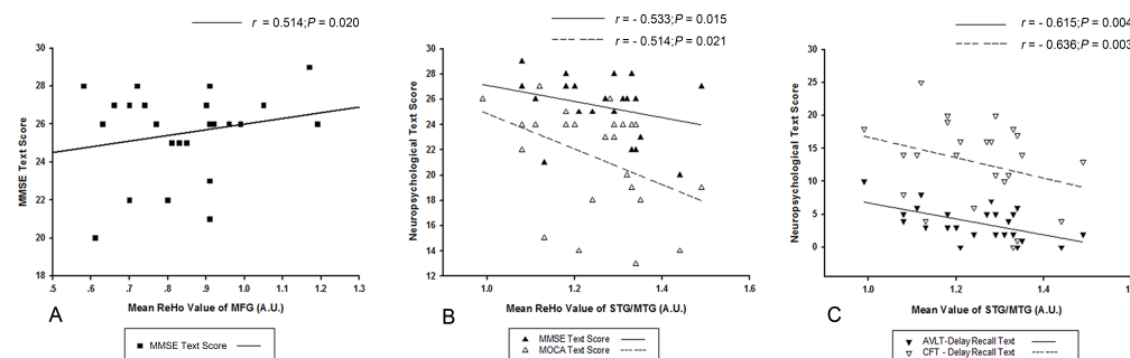 r = 0.514;P = 0.020
MMSE Text Score
30
28
26
24
22
20
18
.5 .6 .7 .8 .9 1.0 1.1 1.2 1.3
Mean ReHo Value of MFG (A.U.)
A
MMSE Text Score
r = - 0.533;P = 0.015
r = - 0.514;P = 0.021
Neuropsychological Text Score
32
30
28
26
24
22
20
18
16
14
12
1.0 1.2 1.4 1.6
Mean ReHo Value of STG/MTG (A.U.)
B
MMSE Text Score
MOCA Text Score
r = - 0.615;P = 0.004
r = - 0.636;P = 0.003
Neuropsychological Text Score
30
25
20
15
10
5
0
1.0 1.2 1.4
Mean ReHo Value of STG/MTG (A.U.)
C
AVLT-Delay Recall Text
CFT - Delay Recall Text